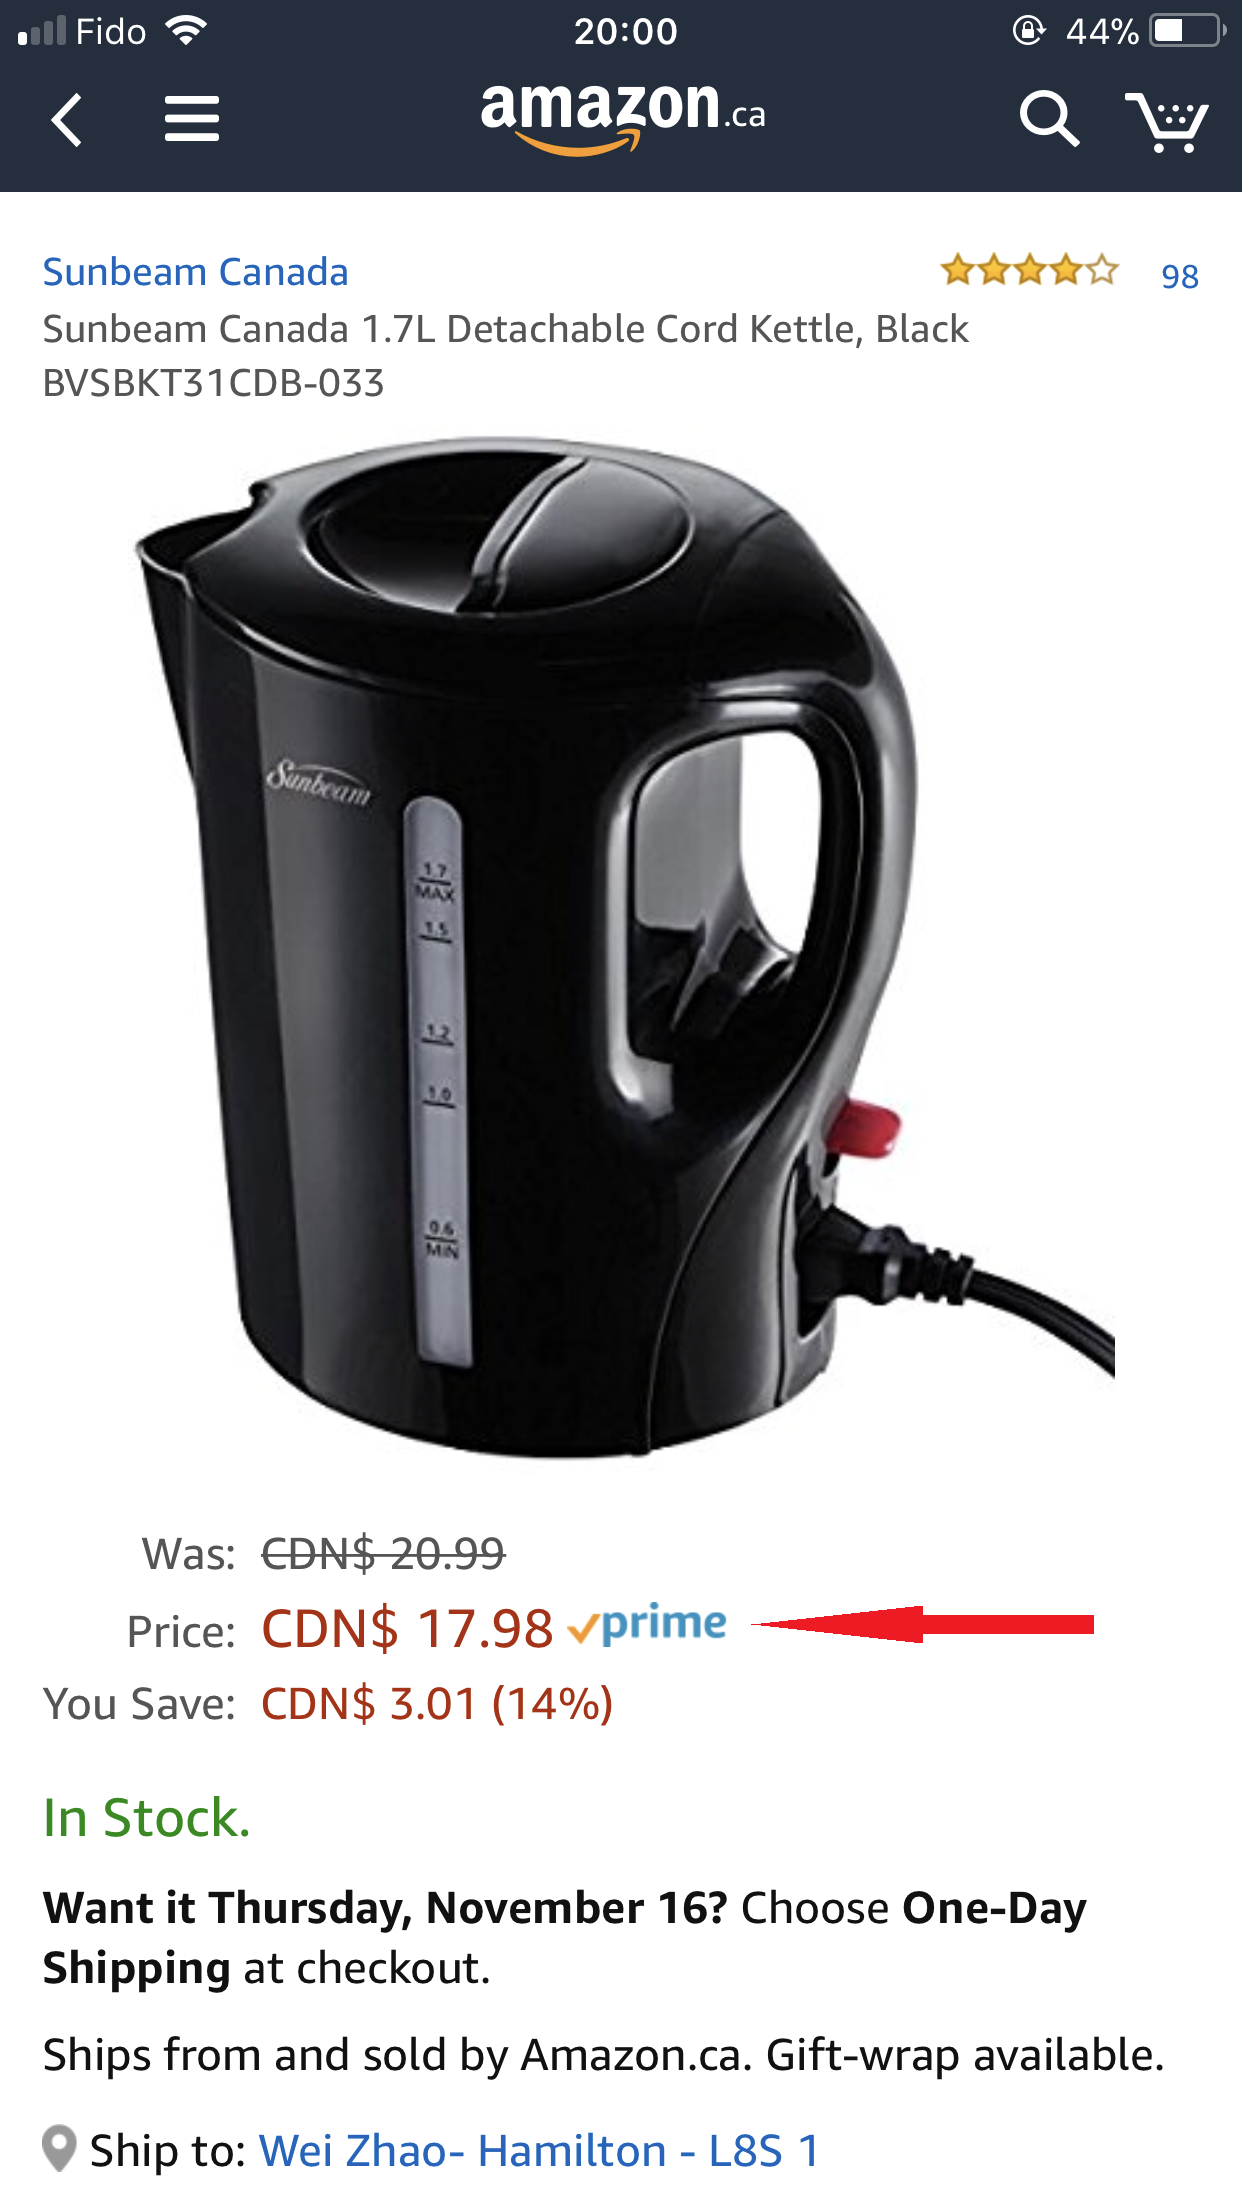 Fido 20:00 44%
amazon.ca
Sunbeam Canada 98
Sunbeam Canada 1.7L Detachable Cord Kettle, Black
BVSBKT31CDB-033
Sunbeam
1.7
MAX
1.5
1.2
1.0
0.6
MIN
Was: CDN$ 20.99
Price: CDN$ 17.98 prime
You Save: CDN$ 3.01 (14%)
In Stock.
Want it Thursday, November 16? Choose One-Day
Shipping at checkout.
Ships from and sold by Amazon.ca. Gift-wrap available.
Ship to: Wei Zhao- Hamilton - L8S 1